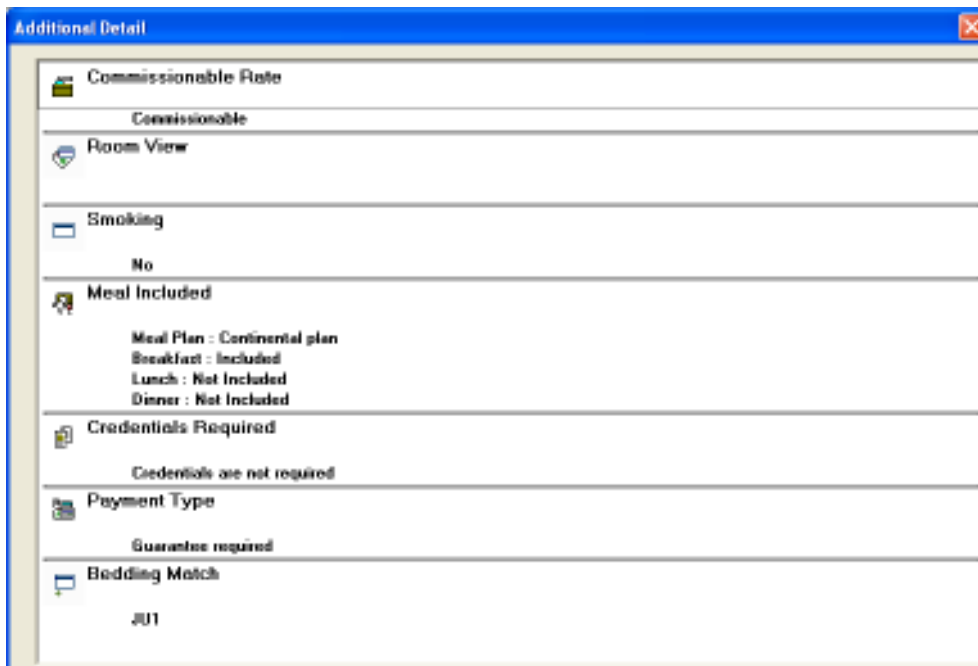 Additional Detail
Commissionable Rate
Commissionable
Room View
Smoking
No
Meal Included
Meal Plan : Continental plan
Breakfast : Included
Lunch : Not Included
Dinner : Not Included
Credentials Required
Credentials are not required
Payment Type
Guarantee required
Bedding Match
JU1